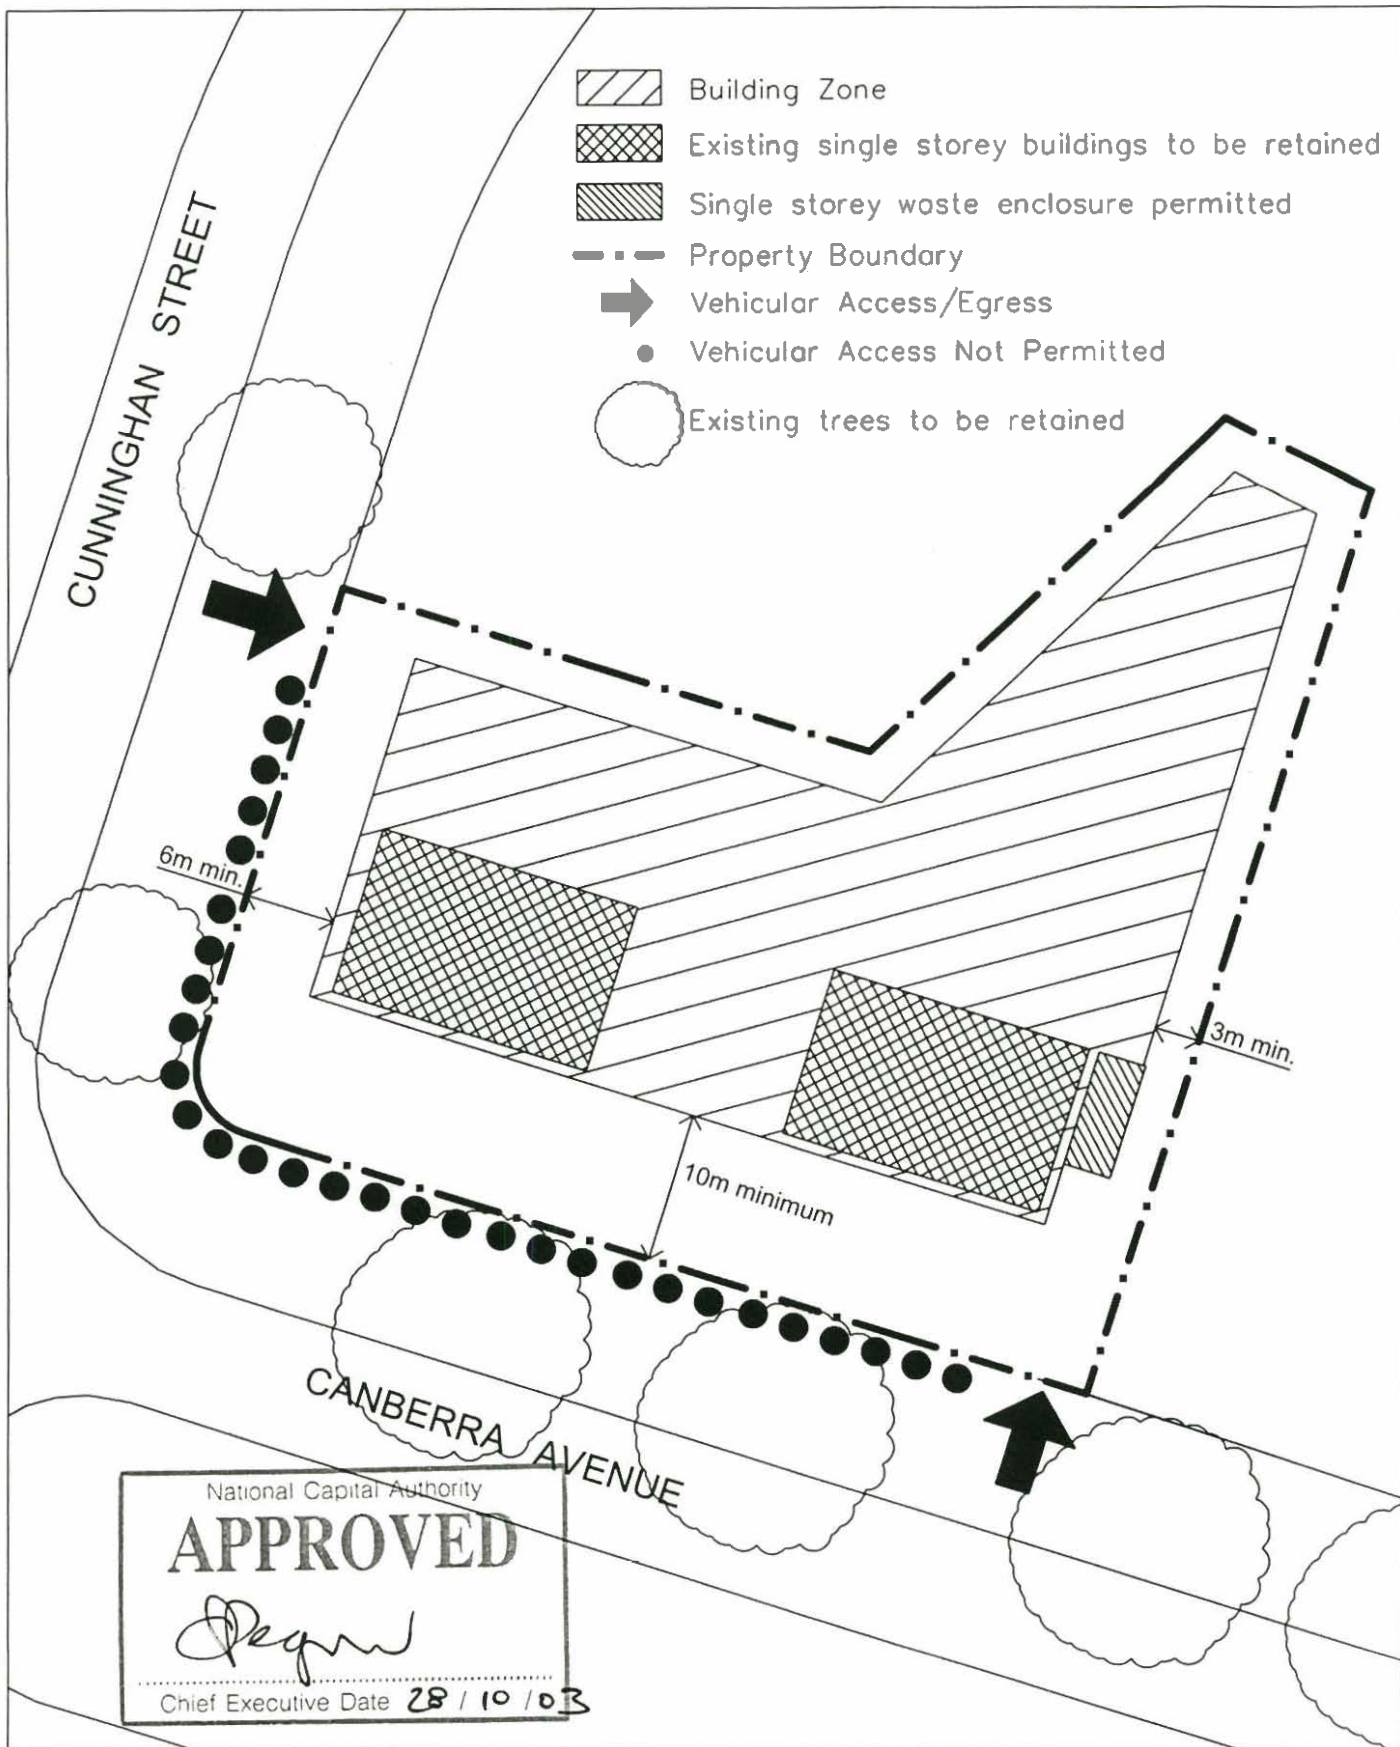 Building Zone
Existing single storey buildings to be retained
Single storey waste enclosure permitted
Property Boundary
Vehicular Access/Egress
Vehicular Access Not Permitted
Existing trees to be retained
CUNNINGHAN STREET
6m min.
3m min.
10m minimum
CANBERRA AVENUE
National Capital Authority
APPROVED
Chief Executive Date 28 / 10 / 03